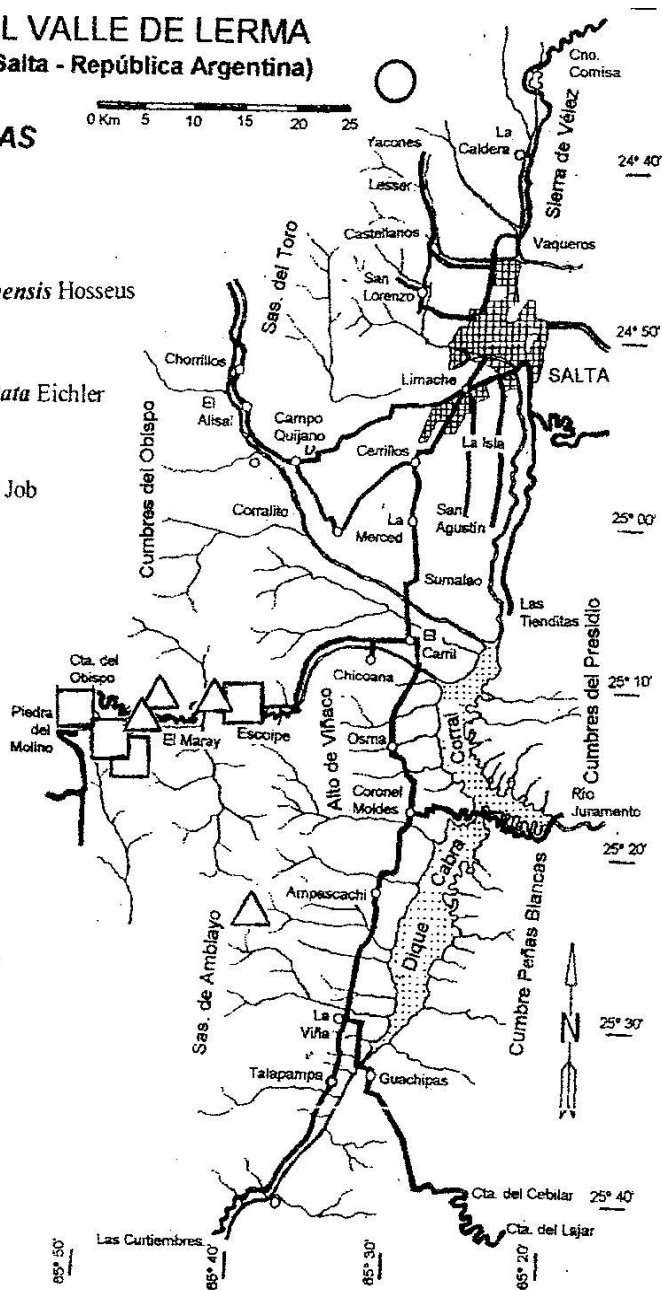 L VALLE DE LERMA
Salta - República Argentina)
0 Km 5 10 15 20 25
AS
ensis Hosseus
ata Eichler
Job
Cno. Cornisa
La Caldera
Sierra de Vélez
24° 40'
Yacones
Lesser
Castellanos
Vaqueros
San Lorenzo
Sas. del Toro
24° 50'
Chorrillos
Limache
SALTA
El Alisal
Campo Quijano
Cerrillos
La Isla
Cumbres del Obispo
Corralito
La Merced
San Agustín
25° 00'
Sumalao
Las Tienditas
El Carril
Cumbres del Presidio
Cta. del Obispo
Chicoana
25° 10'
Piedra del Molino
El Maray
Escoipe
Alto de Viñaco
Osma
Corral
Coronel Moldes
Río Juramento
25° 20'
Cabra
Ampascachi
Dique
Cumbre Peñas Blancas
Sas. de Amblayo
La Viña
N
25° 30'
Talapampa
Guachipas
Cta. del Cebilar
25° 40'
Cta. del Lajar
Las Curtiembres
65° 50'
65° 40'
65° 30'
65° 20'